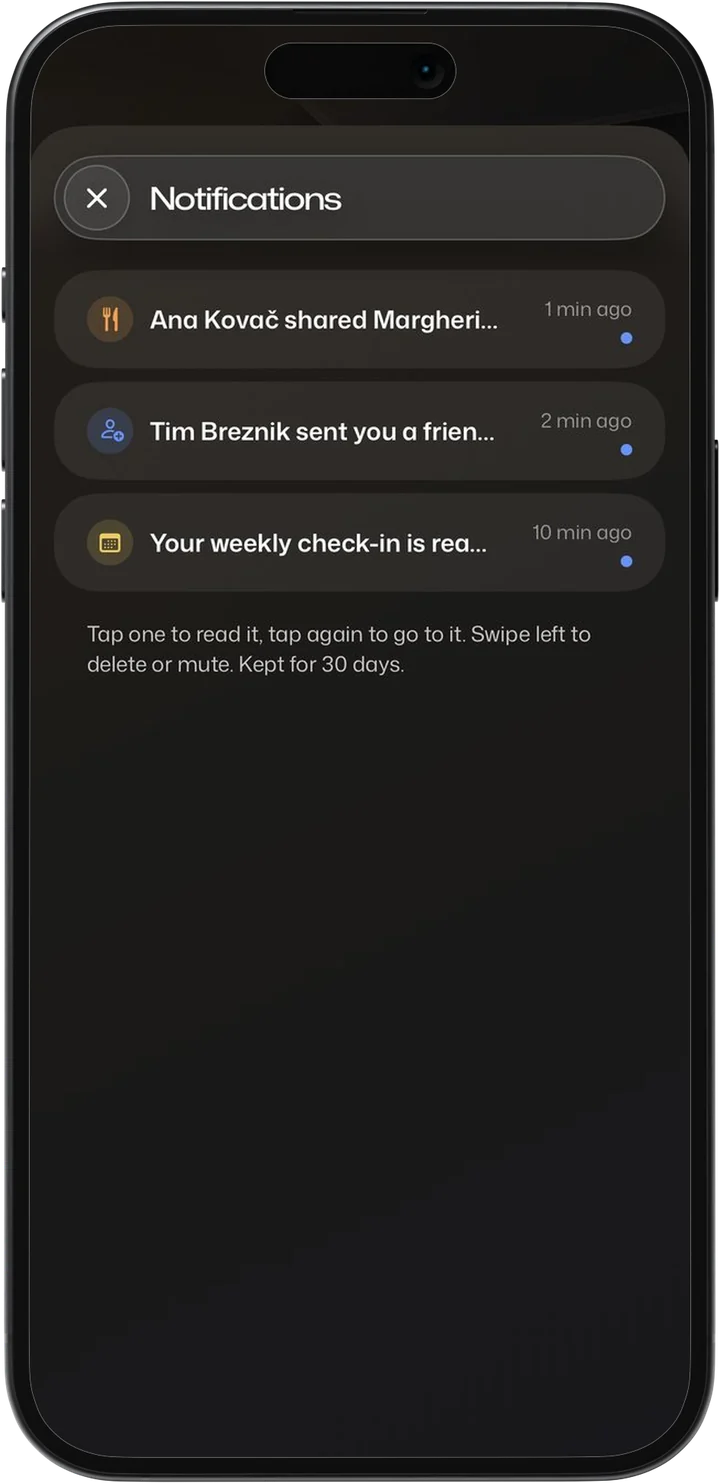 Notifications
Ana Kovač shared Margheri...
1 min ago
Tim Breznik sent you a frien...
2 min ago
Your weekly check-in is rea...
10 min ago
Tap one to read it, tap again to go to it. Swipe left to
delete or mute. Kept for 30 days.